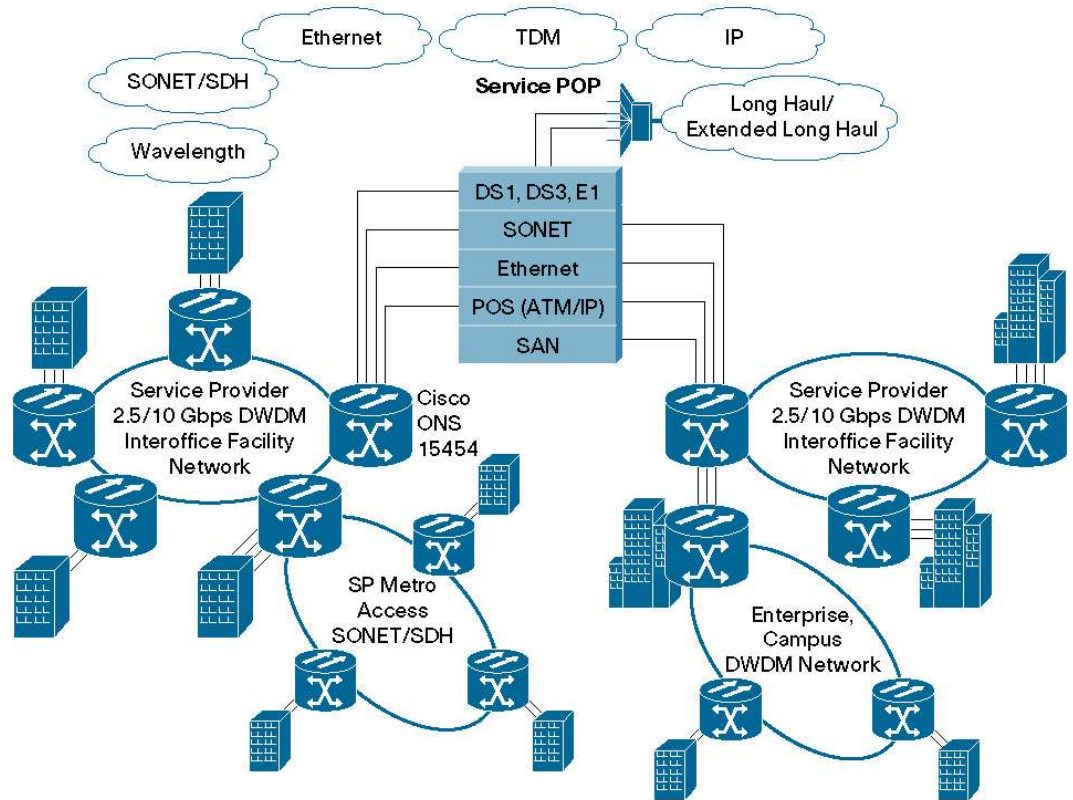 Ethernet
TDM
IP
SONET/SDH
Service POP
Long Haul/
Extended Long Haul
Wavelength
DS1, DS3, E1
SONET
Ethernet
POS (ATM/IP)
SAN
Service Provider
2.5/10 Gbps DWDM
Interoffice Facility
Network
Cisco
ONS
15454
Service Provider
2.5/10 Gbps DWDM
Interoffice Facility
Network
SP Metro
Access
SONET/SDH
Enterprise,
Campus
DWDM Network